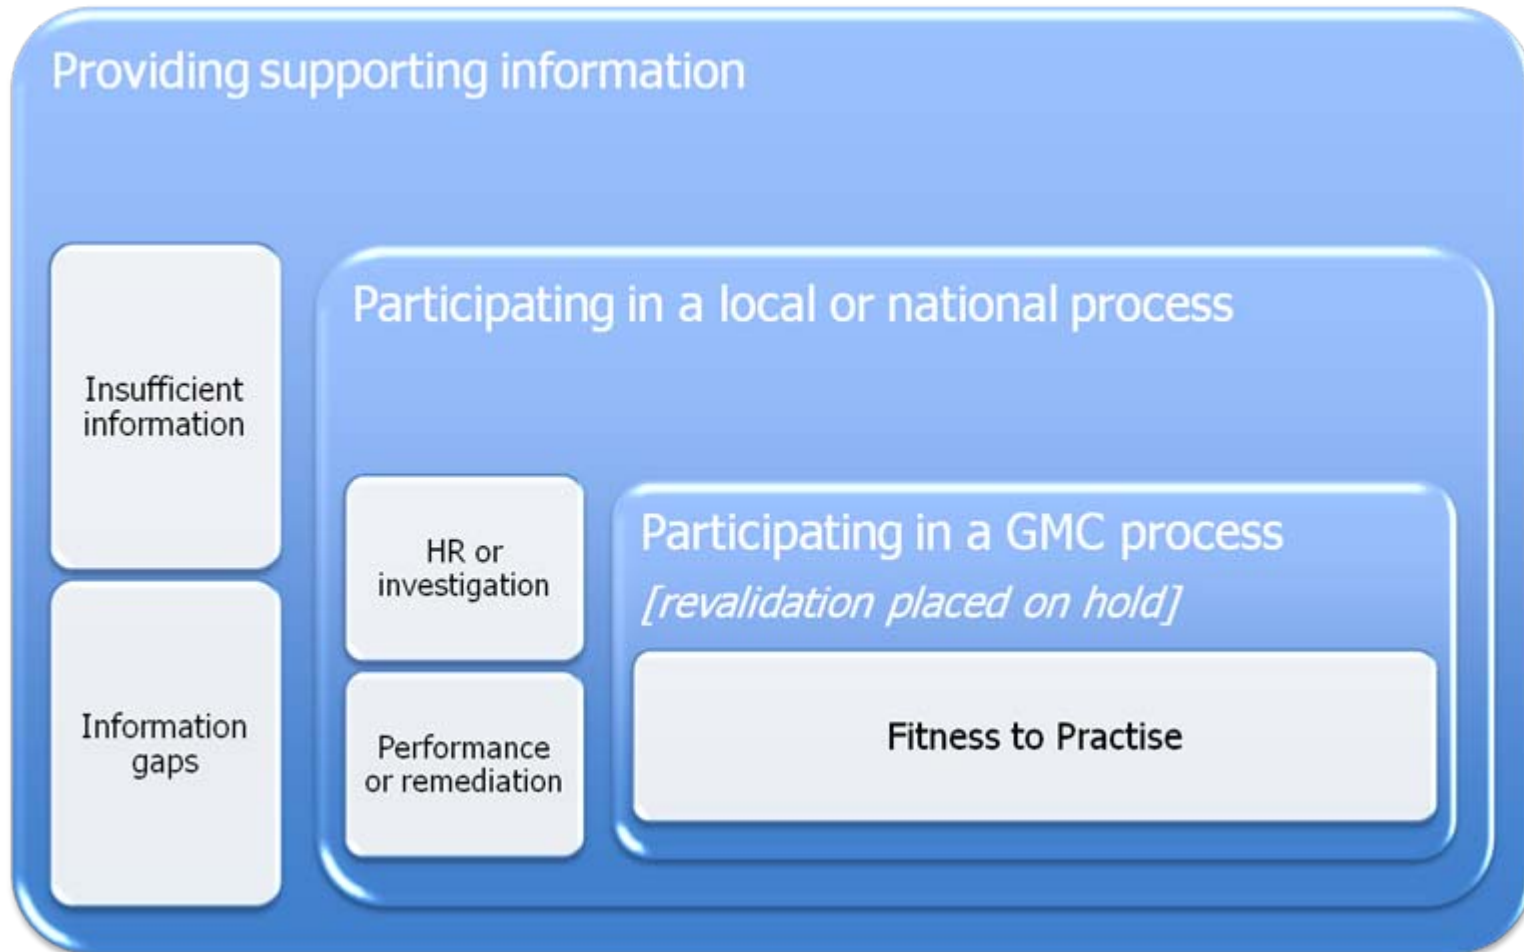 Providing supporting information
Insufficient
information
Information
gaps
Participating in a local or national process
HR or
investigation
Performance
or remediation
Participating in a GMC process
[revalidation placed on hold]
Fitness to Practise